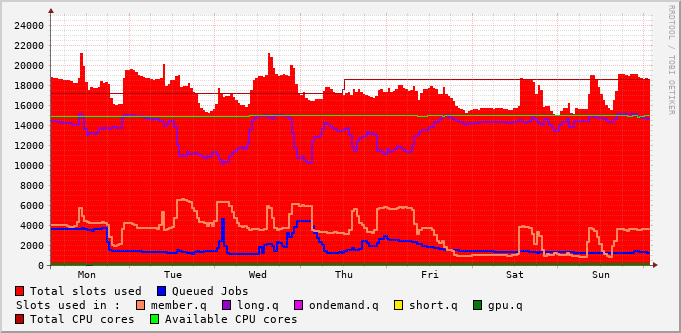 24000
22000
20000
18000
16000
14000
12000
10000
8000
6000
4000
2000
0
Mon Tue Wed Thu Fri Sat Sun
RRDTOOL / TOBI OETIKER
Total slots used Queued Jobs
Slots used in : member.q long.q ondemand.q short.q gpu.q
Total CPU cores Available CPU cores